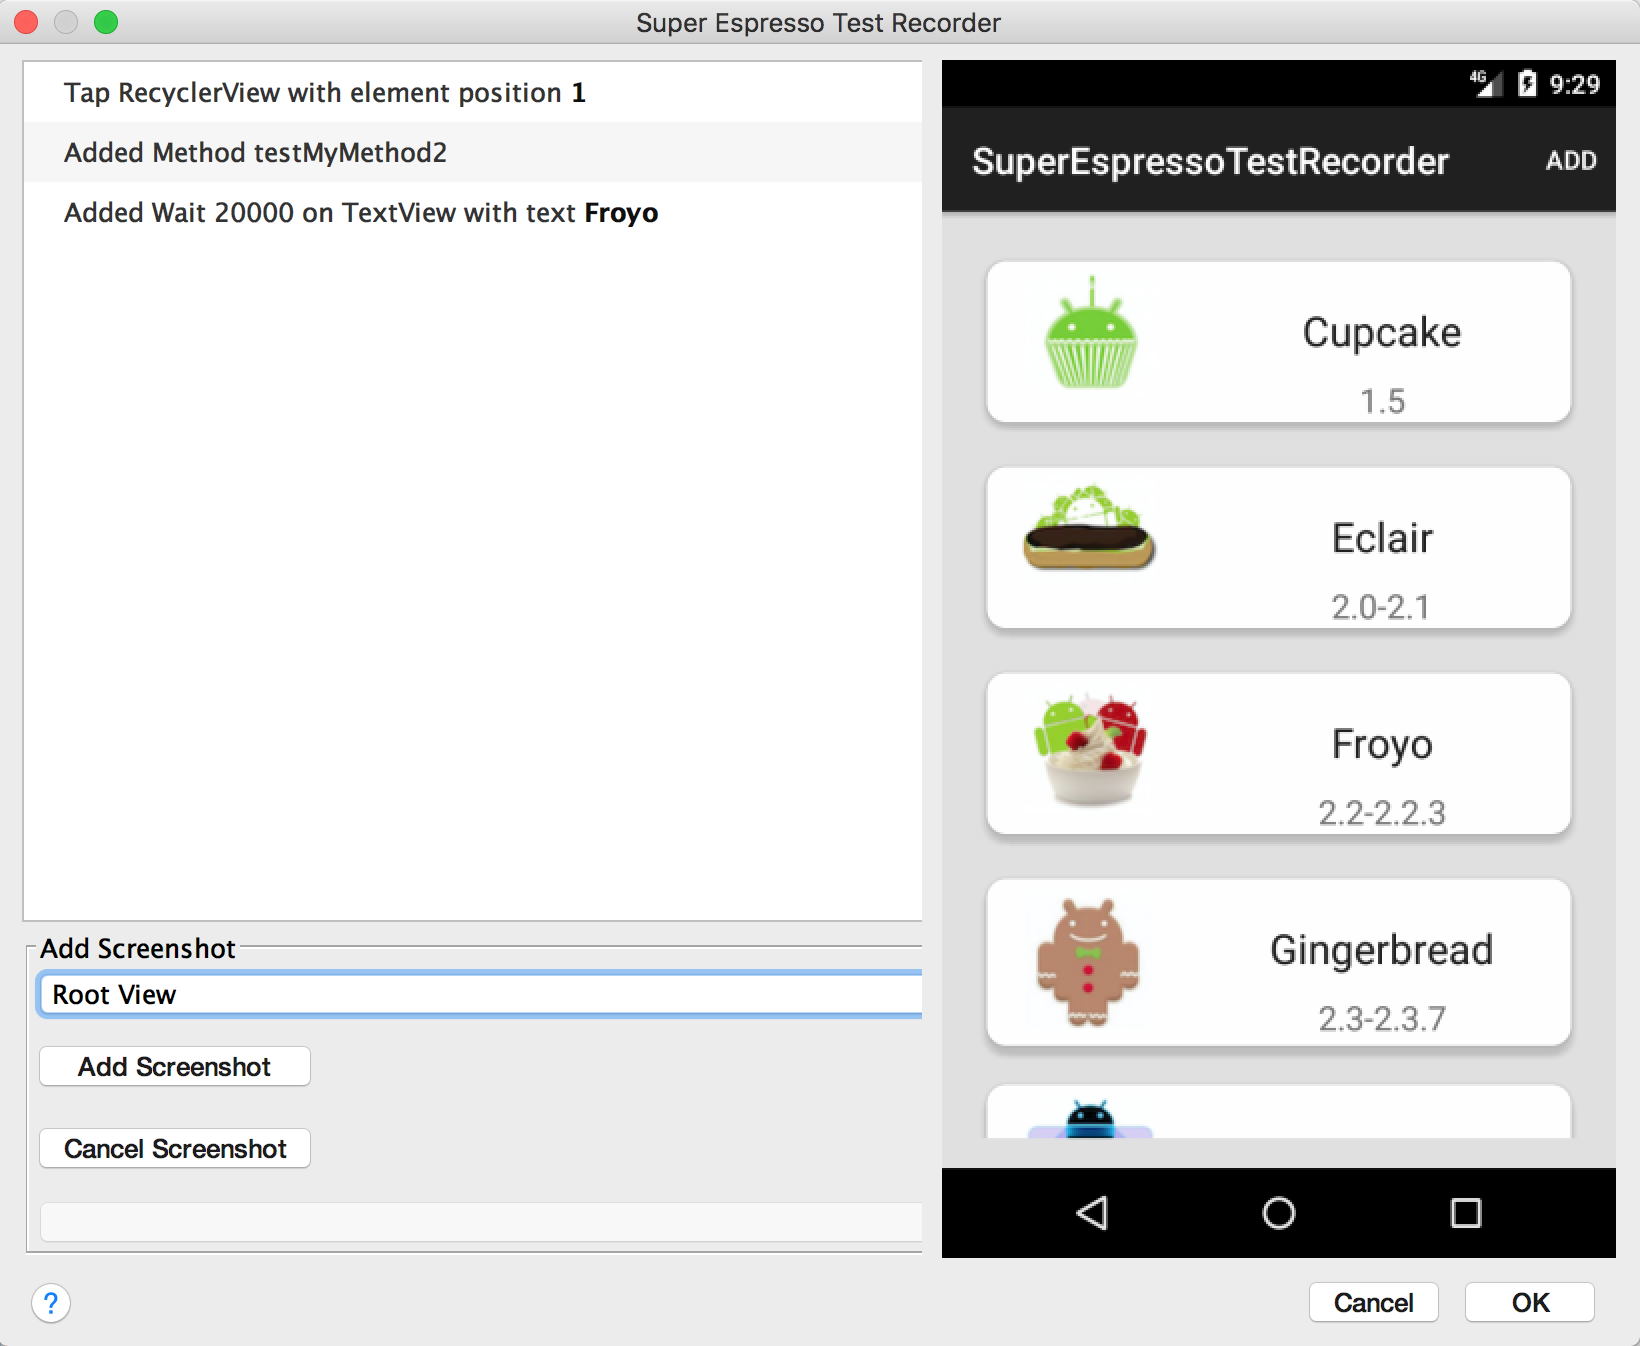 Super Espresso Test Recorder
Tap RecyclerView with element position 1
Added Method testMyMethod2
Added Wait 20000 on TextView with text Froyo
Add Screenshot
Root View
Add Screenshot
Cancel Screenshot
?
4G 9:29
SuperEspressoTestRecorder ADD
Cupcake
1.5
Eclair
2.0-2.1
Froyo
2.2-2.2.3
Gingerbread
2.3-2.3.7
Cancel OK